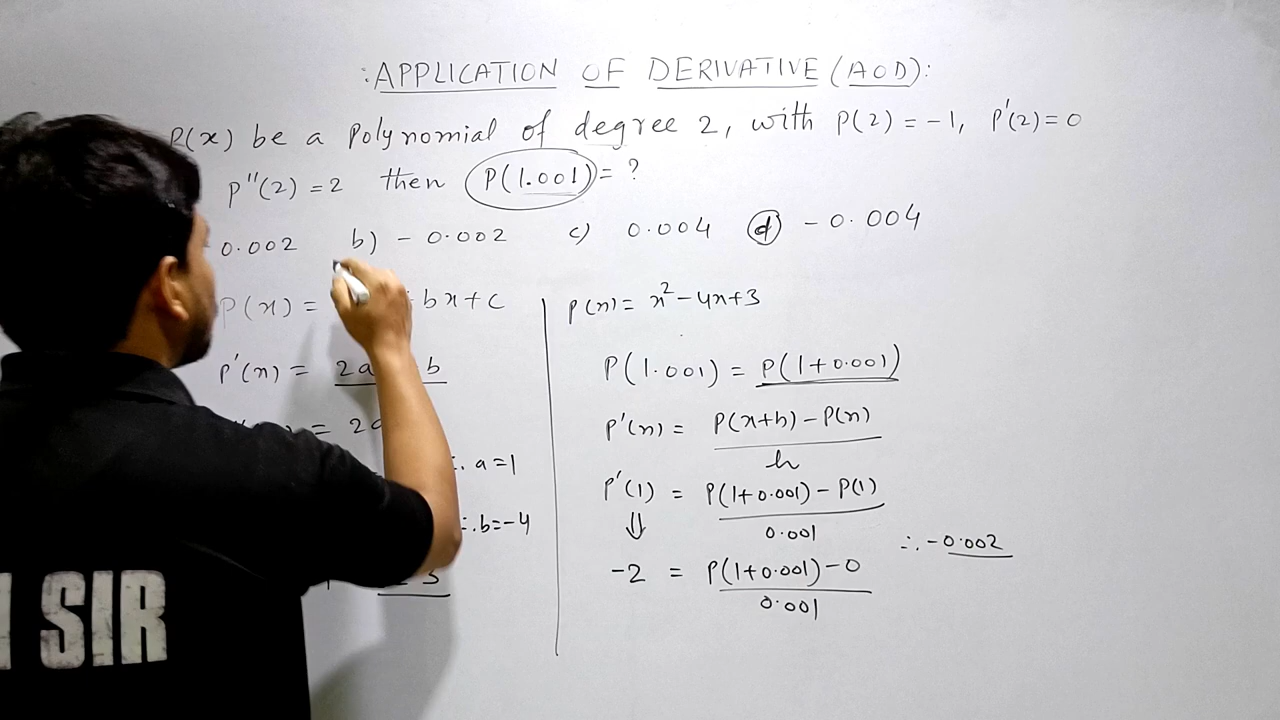 : APPLICATION OF DERIVATIVE (AOD) :
P(x) be a polynomial of degree 2, with P(2) = -1, P'(2) = 0
P''(2) = 2 then P(1.001) = ?
0.002 b) - 0.002 c) 0.004 d - 0.004
P(x) = bx + c
P'(x) = 2a b
= 2a
∴ a = 1
∴ b = -4
3
P(x) = x² - 4x + 3
P(1.001) = P(1 + 0.001)
P'(x) = P(x+h) - P(x)
h
P'(1) = P(1 + 0.001) - P(1)
⇓ 0.001
-2 = P(1 + 0.001) - 0
0.001
∴ - 0.002
SIR